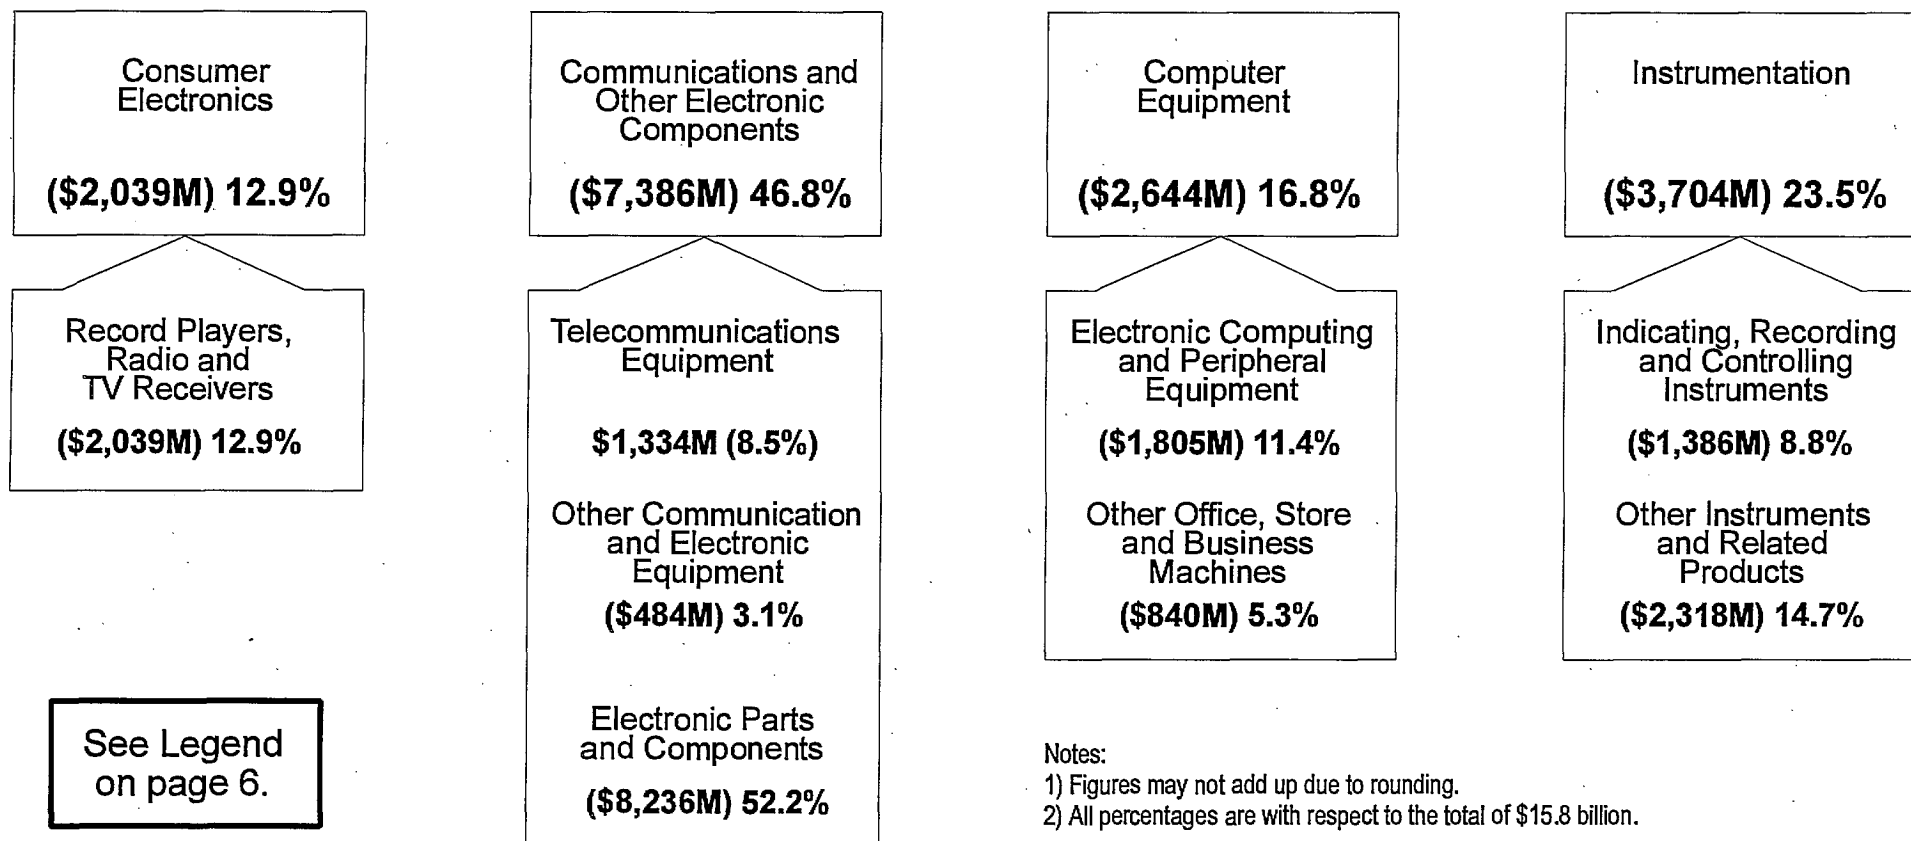 Consumer
Electronics
($2,039M) 12.9%
Record Players,
Radio and
TV Receivers
($2,039M) 12.9%
Communications and
Other Electronic
Components
($7,386M) 46.8%
Telecommunications
Equipment
$1,334M (8.5%)
Other Communication
and Electronic
Equipment
($484M) 3.1%
Electronic Parts
and Components
($8,236M) 52.2%
Computer
Equipment
($2,644M) 16.8%
Electronic Computing
and Peripheral
Equipment
($1,805M) 11.4%
Other Office, Store
and Business
Machines
($840M) 5.3%
Instrumentation
($3,704M) 23.5%
Indicating, Recording
and Controlling
Instruments
($1,386M) 8.8%
Other Instruments
and Related
Products
($2,318M) 14.7%
See Legend
on page 6.
Notes:
1) Figures may not add up due to rounding.
2) All percentages are with respect to the total of $15.8 billion.